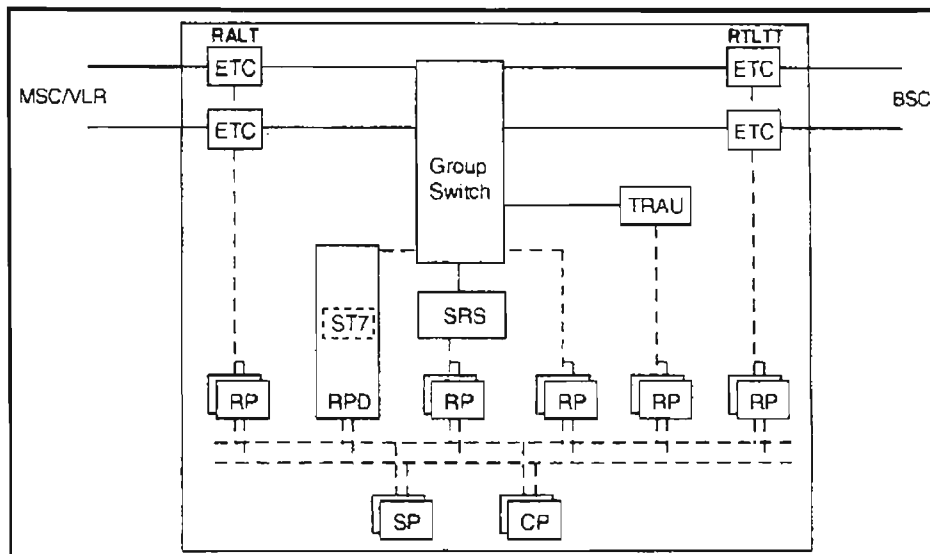 RALT RTLTT
ETC ETC
MSC/VLR BSC
ETC ETC
Group
Switch
TRAU
ST7
SRS
RP RPD RP RP RP RP
SP CP